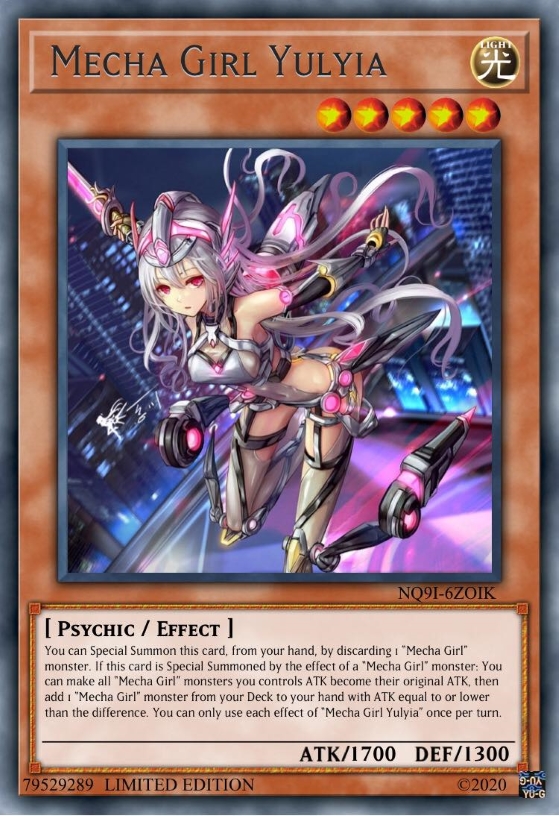 Mecha Girl Yulyia
LIGHT
光
NQ9I-6ZOIK
[ Psychic / Effect ]
You can Special Summon this card, from your hand, by discarding 1 "Mecha Girl"
monster. If this card is Special Summoned by the effect of a "Mecha Girl" monster: You
can make all "Mecha Girl" monsters you controls ATK become their original ATK, then
add 1 "Mecha Girl" monster from your Deck to your hand with ATK equal to or lower
than the difference. You can only use each effect of "Mecha Girl Yulyia" once per turn.
ATK/1700 DEF/1300
79529289 LIMITED EDITION
©2020